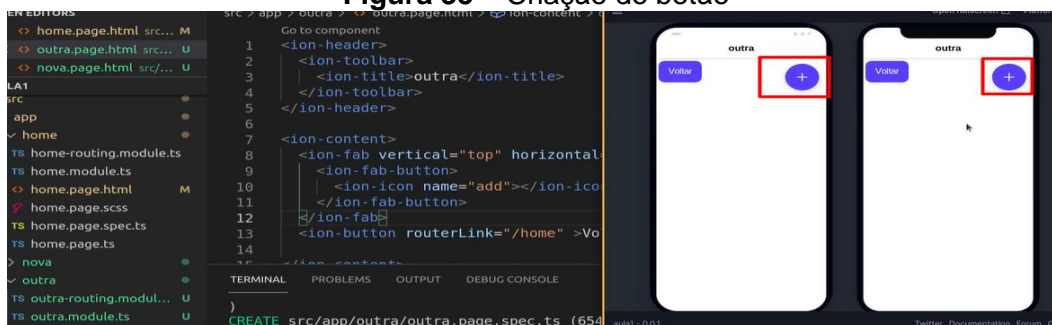 Figura 33 – Criação do botão
EN EDITORS
home.page.html src... M
outra.page.html src... U
nova.page.html src/... U
LA1
src
app
home
TS home-routing.module.ts
TS home.module.ts
home.page.html M
home.page.scss
TS home.page.spec.ts
TS home.page.ts
nova
outra
TS outra-routing.modul... U
TS outra.module.ts U
src > app > outra > outra.page.html > ion-content >
Go to component
1 <ion-header>
2 <ion-toolbar>
3 <ion-title>outra</ion-title>
4 </ion-toolbar>
5 </ion-header>
6
7 <ion-content>
8 <ion-fab vertical="top" horizontal=
9 <ion-fab-button>
10 <ion-icon name="add"></ion-ico
11 </ion-fab-button>
12 </ion-fab>
13 <ion-button routerLink="/home" >Vo
14
15 </ion-content>
TERMINAL PROBLEMS OUTPUT DEBUG CONSOLE
)
CREATE src/app/outra/outra.page.spec.ts (654
Open fullscreen Platfor
outra
Voltar
+
outra
Voltar
+
aula1 - 0.0.1
Twitter Documentation Forum